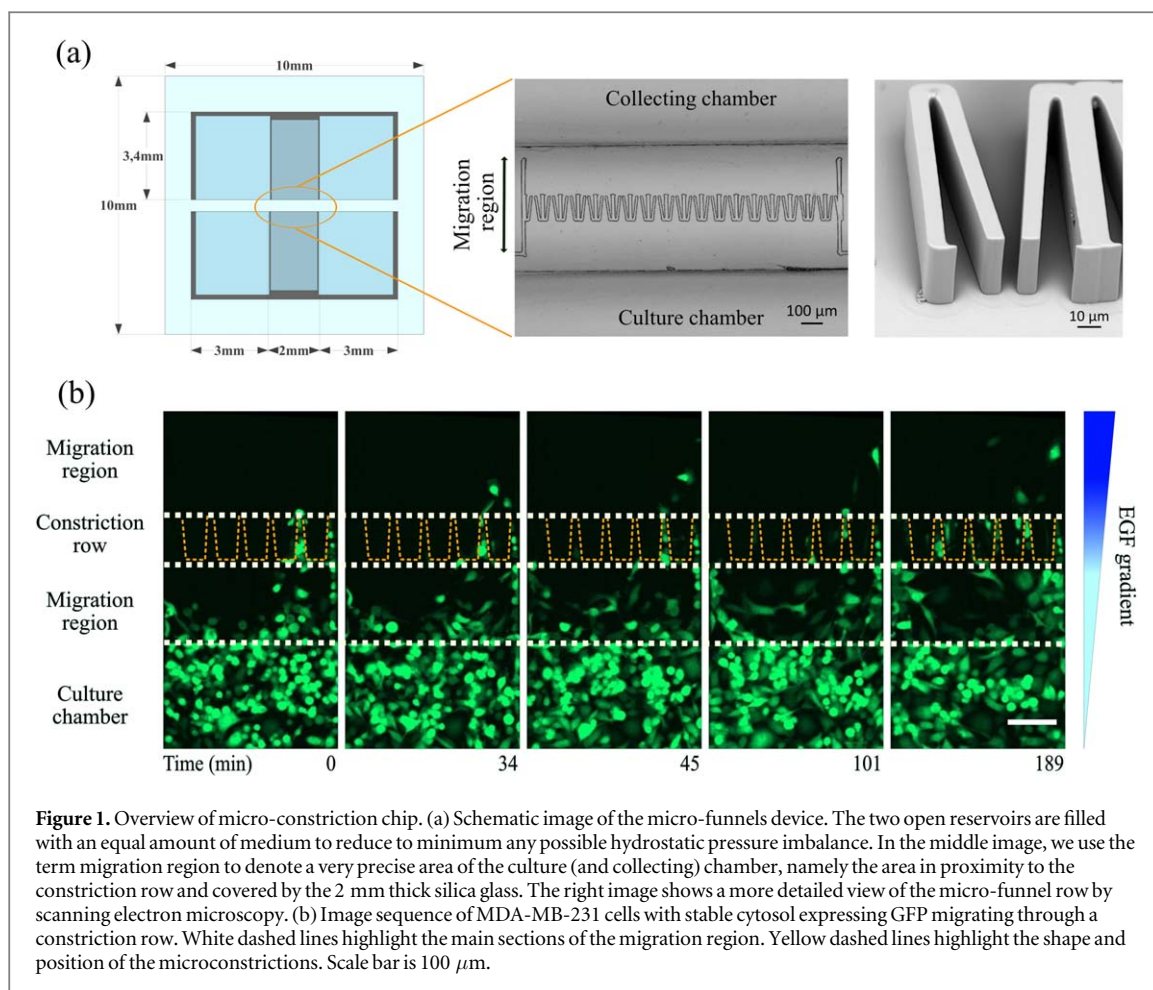 (a)
10mm
3,4mm
10mm
3mm
2mm
3mm
Collecting chamber
Migration
region
Culture chamber
100 μm
10 μm
(b)
Migration
region
Constriction
row
Migration
region
Culture
chamber
EGF gradient
Time (min)
0
34
45
101
189
Figure 1. Overview of micro-constriction chip. (a) Schematic image of the micro-funnels device. The two open reservoirs are filled
with an equal amount of medium to reduce to minimum any possible hydrostatic pressure imbalance. In the middle image, we use the
term migration region to denote a very precise area of the culture (and collecting) chamber, namely the area in proximity to the
constriction row and covered by the 2 mm thick silica glass. The right image shows a more detailed view of the micro-funnel row by
scanning electron microscopy. (b) Image sequence of MDA-MB-231 cells with stable cytosol expressing GFP migrating through a
constriction row. White dashed lines highlight the main sections of the migration region. Yellow dashed lines highlight the shape and
position of the microconstrictions. Scale bar is 100 μm.